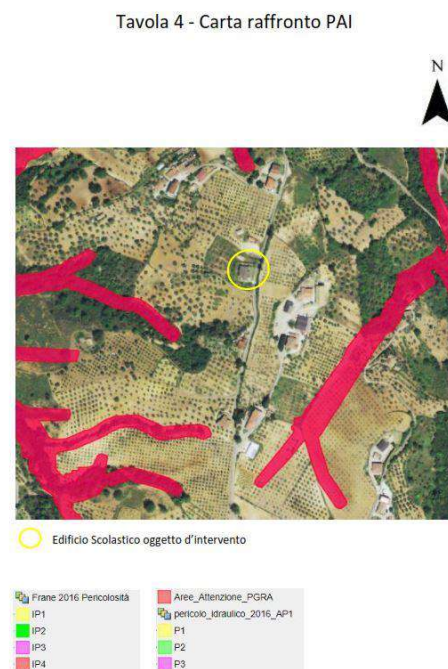 Tavola 4 - Carta raffronto PAI
N
Edificio Scolastico oggetto d'intervento
Frane 2016 Pericolosità
IP1
IP2
IP3
IP4
Aree_Attenzione_PGRA
pericolo_idraulico_2016_AP1
P1
P2
P3